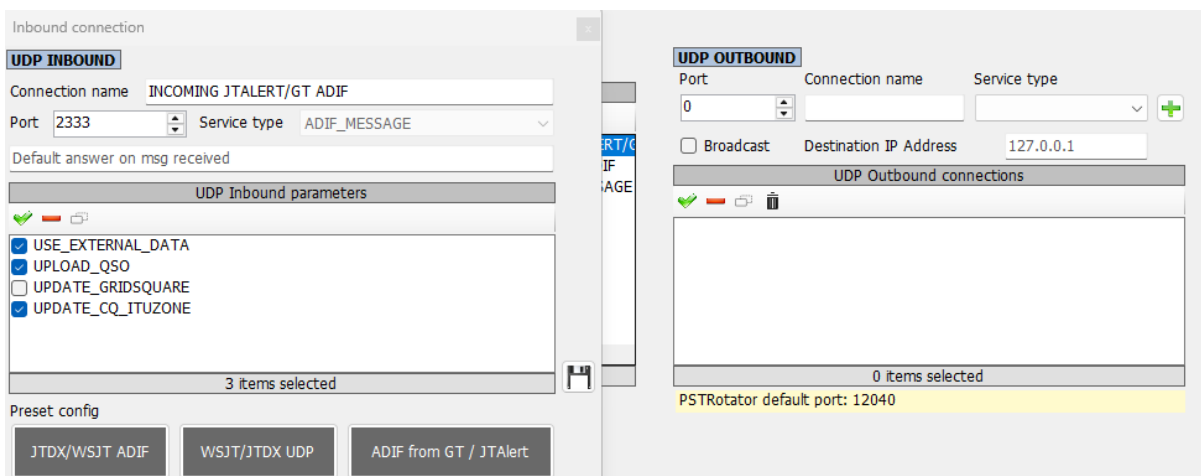 Inbound connection
x
UDP INBOUND
Connection name INCOMING JTALERT/GT ADIF
Port 2333 Service type ADIF_MESSAGE
Default answer on msg received
UDP Inbound parameters
USE_EXTERNAL_DATA
UPLOAD_QSO
UPDATE_GRIDSQUARE
UPDATE_CQ_ITUZONE
3 items selected
Preset config
JTDX/WSJT ADIF WSJT/JTDX UDP ADIF from GT / JTAlert
UDP OUTBOUND
Port Connection name Service type
0
Broadcast Destination IP Address 127.0.0.1
UDP Outbound connections
0 items selected
PSTRotator default port: 12040